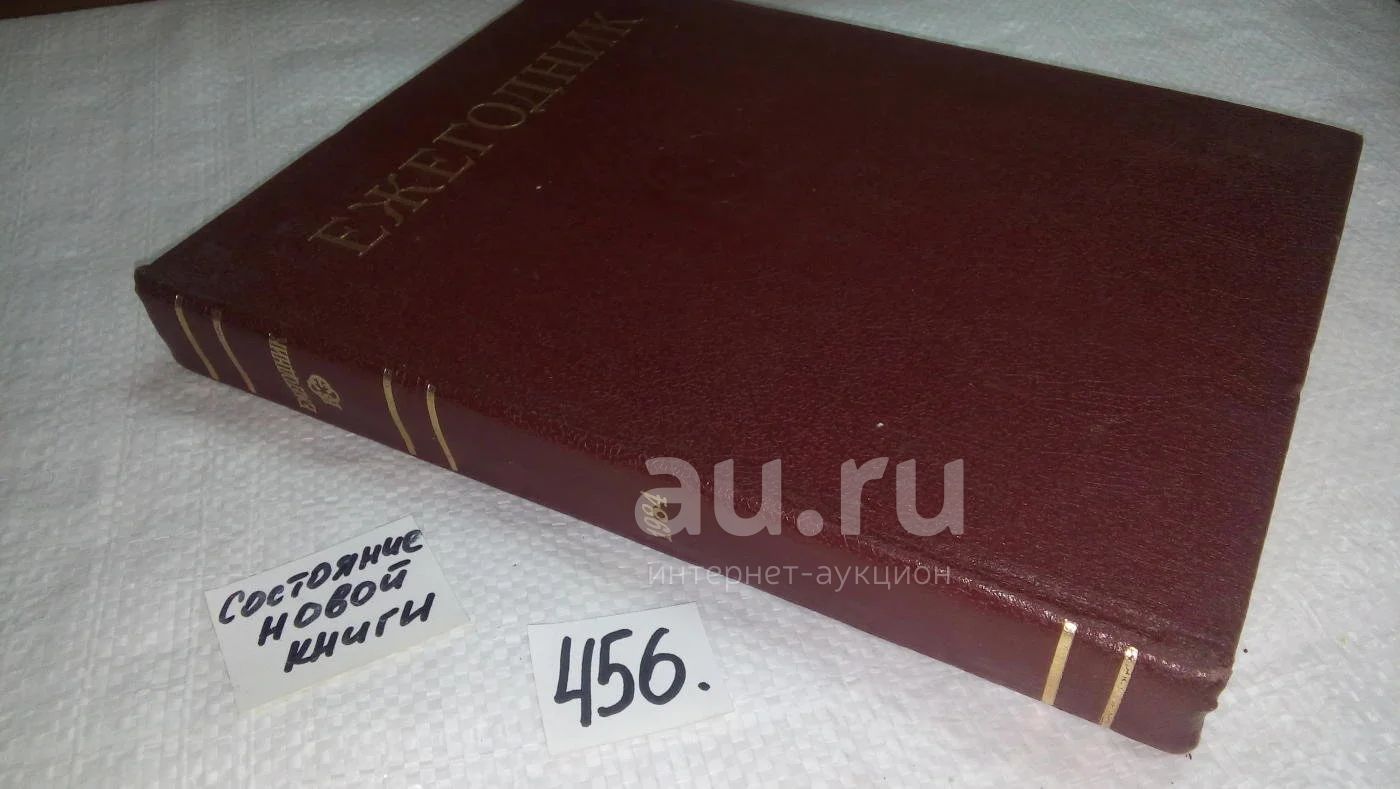 ЕЖЕГОДНИК
ЕЖЕГОДНИК
1984
au.ru
интернет-аукцион
Состояние
новой
книги
456.